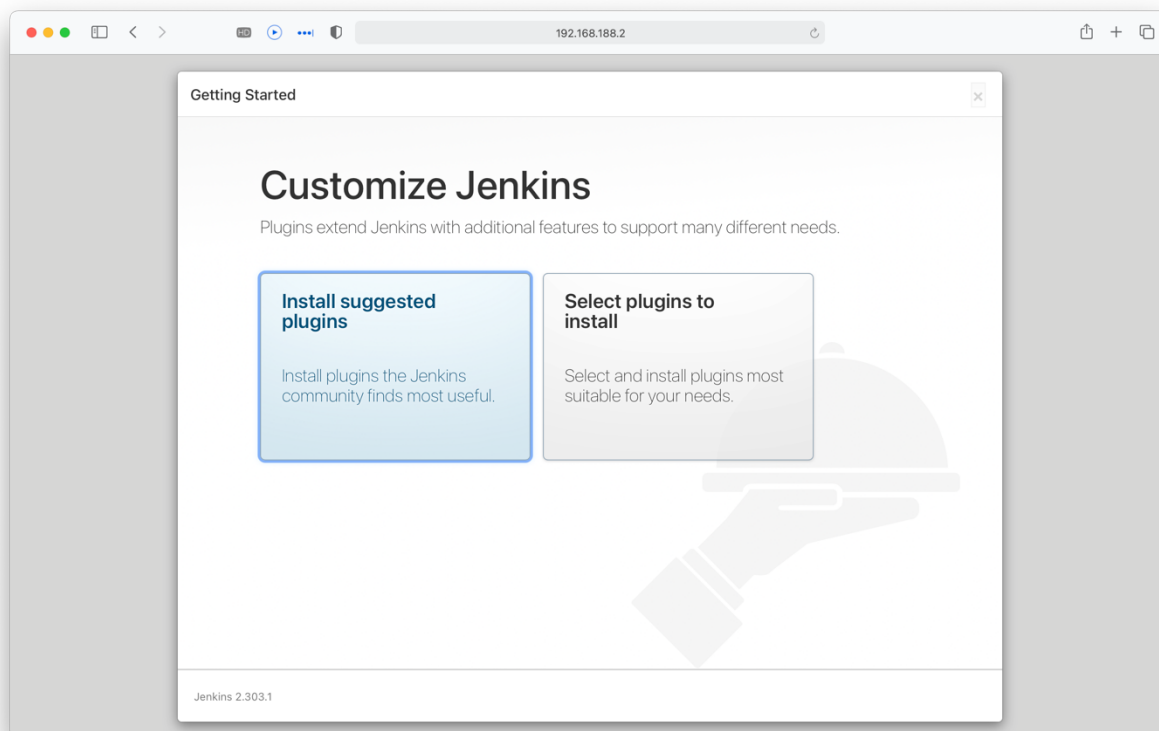 HD
192.168.188.2
Getting Started
Customize Jenkins
Plugins extend Jenkins with additional features to support many different needs.
Install suggested
plugins
Install plugins the Jenkins
community finds most useful.
Select plugins to
install
Select and install plugins most
suitable for your needs.
Jenkins 2.303.1